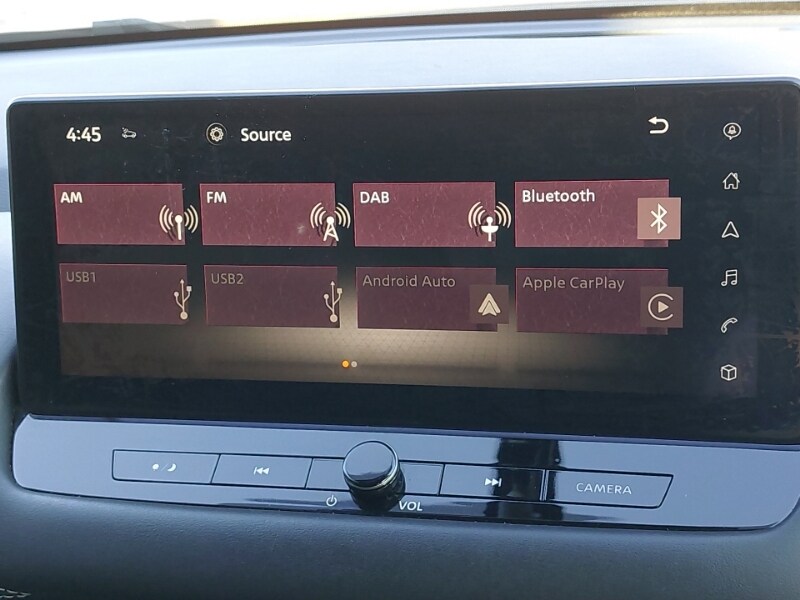 4:45 Source
AM FM DAB Bluetooth
USB1 USB2 Android Auto Apple CarPlay
CAMERA
VOL